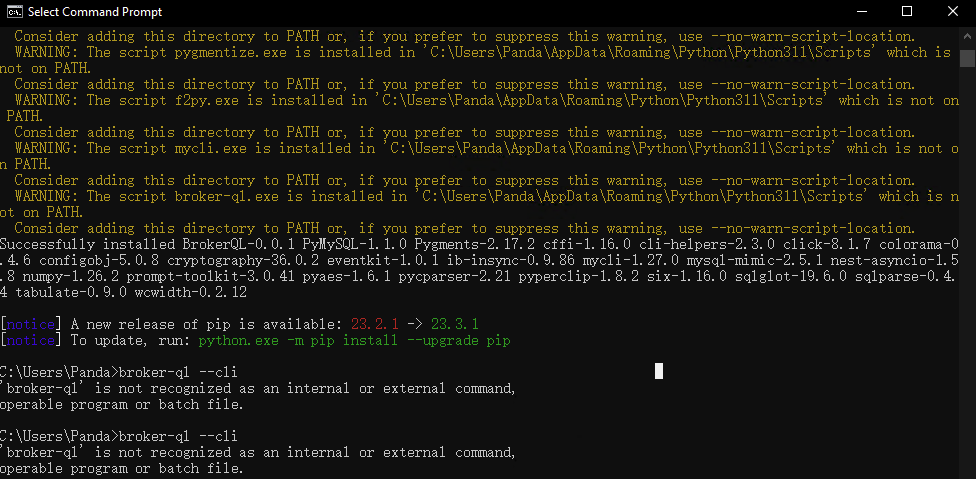 Select Command Prompt
  Consider adding this directory to PATH or, if you prefer to suppress this warning, use --no-warn-script-location.
  WARNING: The script pygmentize.exe is installed in 'C:\Users\Panda\AppData\Roaming\Python\Python311\Scripts' which is
not on PATH.
  Consider adding this directory to PATH or, if you prefer to suppress this warning, use --no-warn-script-location.
  WARNING: The script f2py.exe is installed in 'C:\Users\Panda\AppData\Roaming\Python\Python311\Scripts' which is not on
 PATH.
  Consider adding this directory to PATH or, if you prefer to suppress this warning, use --no-warn-script-location.
  WARNING: The script mycli.exe is installed in 'C:\Users\Panda\AppData\Roaming\Python\Python311\Scripts' which is not o
n PATH.
  Consider adding this directory to PATH or, if you prefer to suppress this warning, use --no-warn-script-location.
  WARNING: The script broker-ql.exe is installed in 'C:\Users\Panda\AppData\Roaming\Python\Python311\Scripts' which is n
ot on PATH.
  Consider adding this directory to PATH or, if you prefer to suppress this warning, use --no-warn-script-location.
Successfully installed BrokerQL-0.0.1 PyMySQL-1.1.0 Pygments-2.17.2 cffi-1.16.0 cli-helpers-2.3.0 click-8.1.7 colorama-0
.4.6 configobj-5.0.8 cryptography-36.0.2 eventkit-1.0.1 ib-insync-0.9.86 mycli-1.27.0 mysql-mimic-2.5.1 nest-asyncio-1.5
.8 numpy-1.26.2 prompt-toolkit-3.0.41 pyaes-1.6.1 pycparser-2.21 pyperclip-1.8.2 six-1.16.0 sqlglot-19.6.0 sqlparse-0.4.
4 tabulate-0.9.0 wcwidth-0.2.12
[notice] A new release of pip is available: 23.2.1 -> 23.3.1
[notice] To update, run: python.exe -m pip install --upgrade pip
C:\Users\Panda>broker-ql --cli
'broker-ql' is not recognized as an internal or external command,
operable program or batch file.
C:\Users\Panda>broker-ql --cli
'broker-ql' is not recognized as an internal or external command,
operable program or batch file.